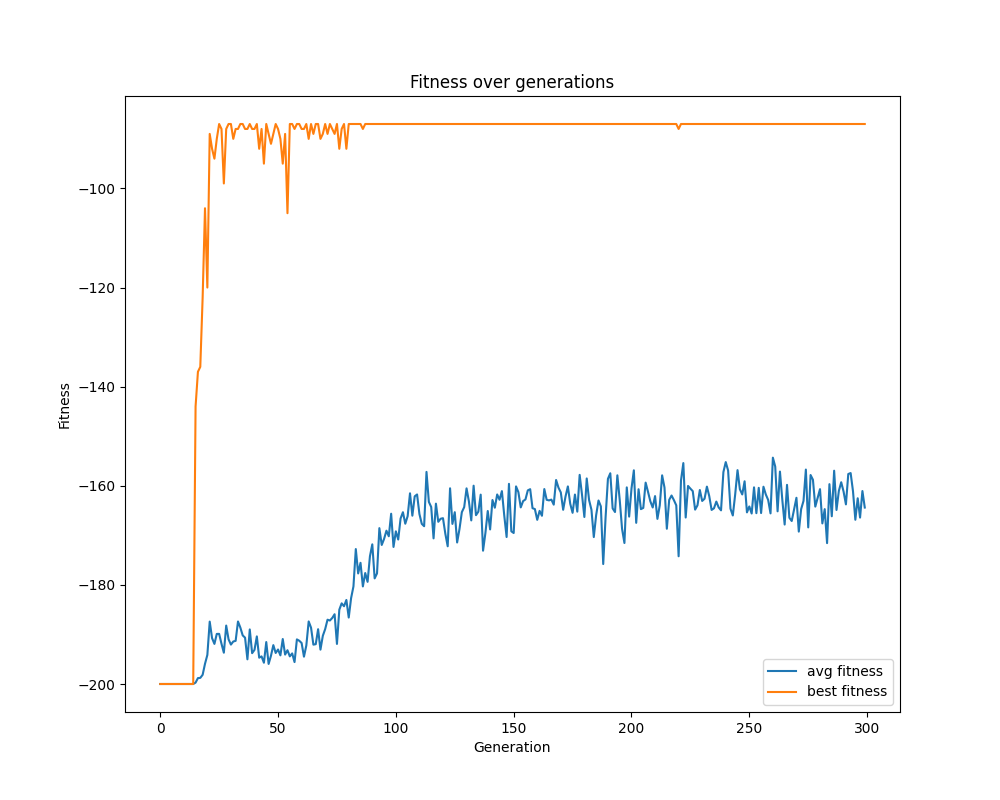 Fitness over generations
Fitness
−100
−120
−140
−160
−180
−200
0 50 100 150 200 250 300
Generation
avg fitness
best fitness